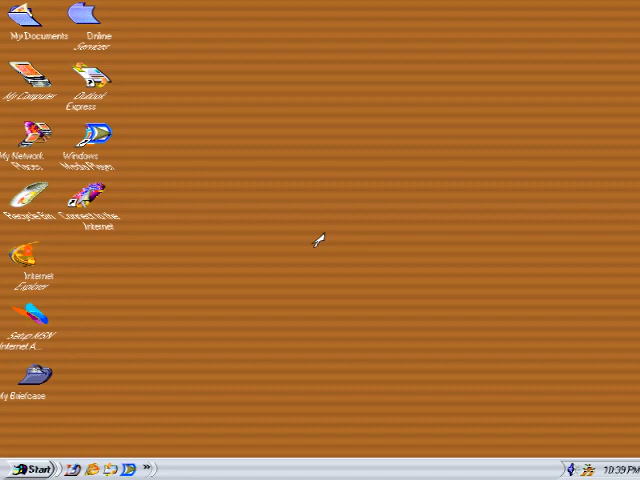 My Documents
Online
Services
My Computer
Outlook
Express
My Network
Places
Windows
Media Player
Recycle Bin
Connect to the
Internet
Internet
Explorer
Setup MSN
Internet A...
My Briefcase
Start
»
10:39 PM